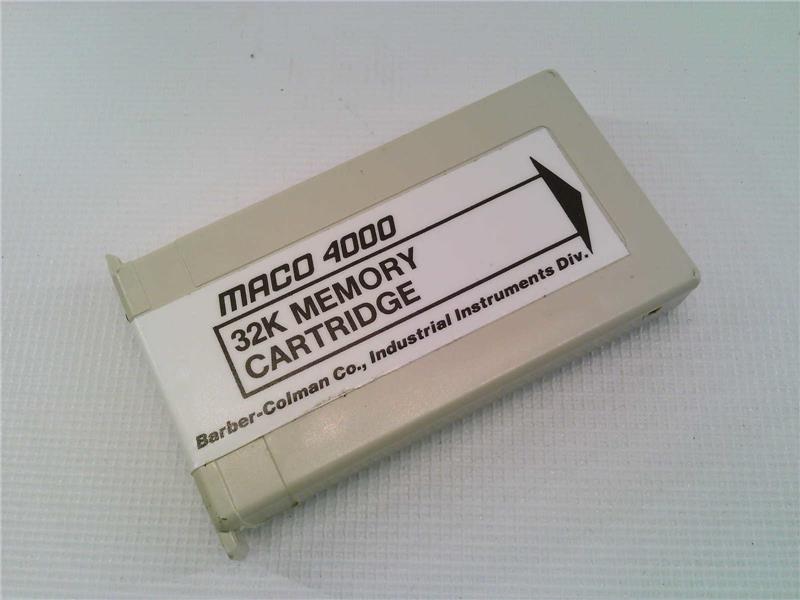 MACO 4000
32K MEMORY
CARTRIDGE
Barber-Colman Co., Industrial Instruments Div.